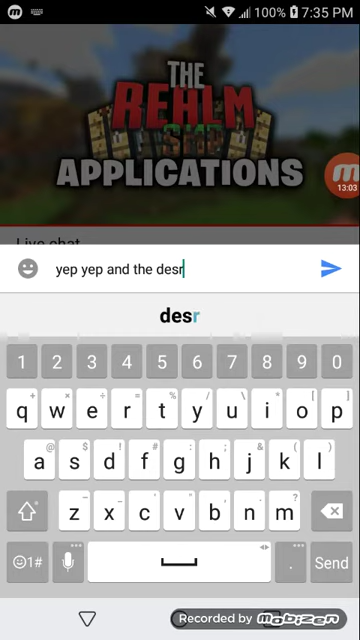 100% 7:35 PM
THE
REALM
SMP
APPLICATIONS
13:03
Live chat
yep yep and the desr
desr
1 2 3 4 5 6 7 8 9 0
q w e r t y u i o p
a s d f g h j k l
z x c v b n m
1# . Send
Recorded by mobizen